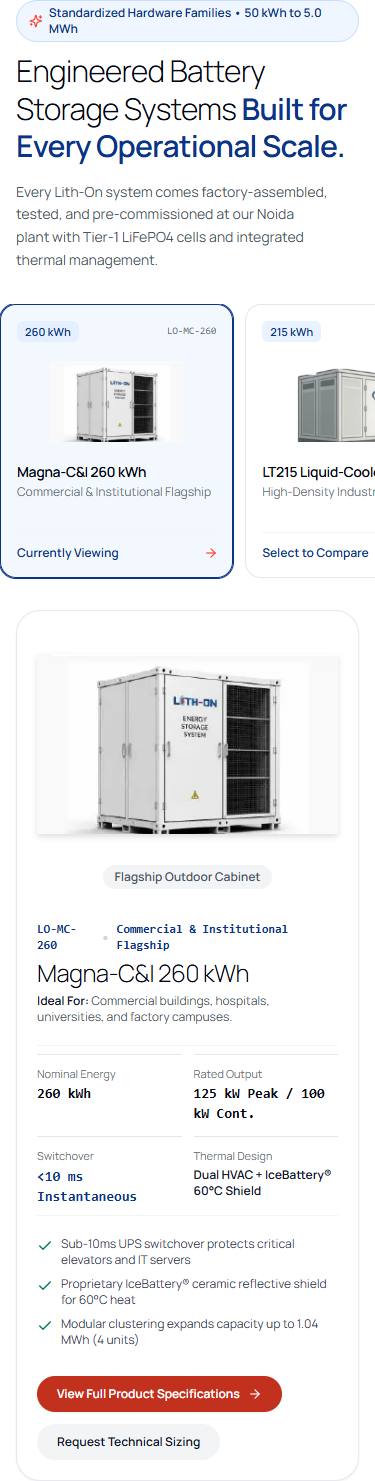 Standardized Hardware Families • 50 kWh to 5.0
MWh
Engineered Battery
Storage Systems Built for
Every Operational Scale.
Every Lith-On system comes factory-assembled,
tested, and pre-commissioned at our Noida
plant with Tier-1 LiFePO4 cells and integrated
thermal management.
260 kWh
LO-MC-260
215 kWh
Magna-C&I 260 kWh
Commercial & Institutional Flagship
LT215 Liquid-Coole
High-Density Industr
Currently Viewing
Select to Compare
LITH-ON
ENERGY
STORAGE
SYSTEM
Flagship Outdoor Cabinet
LO-MC-
260
Commercial & Institutional
Flagship
Magna-C&I 260 kWh
Ideal For: Commercial buildings, hospitals,
universities, and factory campuses.
Nominal Energy
260 kWh
Rated Output
125 kW Peak / 100
kW Cont.
Switchover
<10 ms
Instantaneous
Thermal Design
Dual HVAC + IceBattery®
60°C Shield
Sub-10ms UPS switchover protects critical
elevators and IT servers
Proprietary IceBattery® ceramic reflective shield
for 60°C heat
Modular clustering expands capacity up to 1.04
MWh (4 units)
View Full Product Specifications
Request Technical Sizing